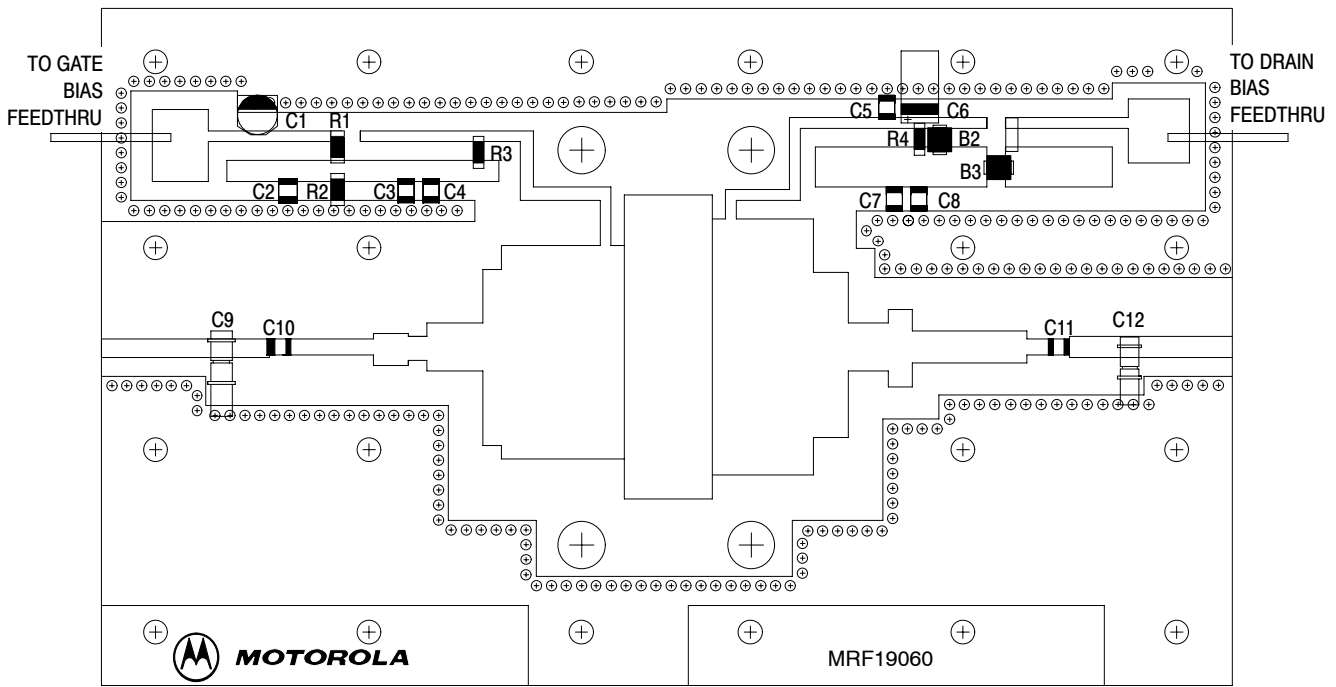 TO GATE
BIAS
FEEDTHRU
TO DRAIN
BIAS
FEEDTHRU
C1
R1
R3
C5
C6
R4
B2
B3
C2
R2
C3
C4
C7
C8
C9
C10
C11
C12
MOTOROLA
MRF19060